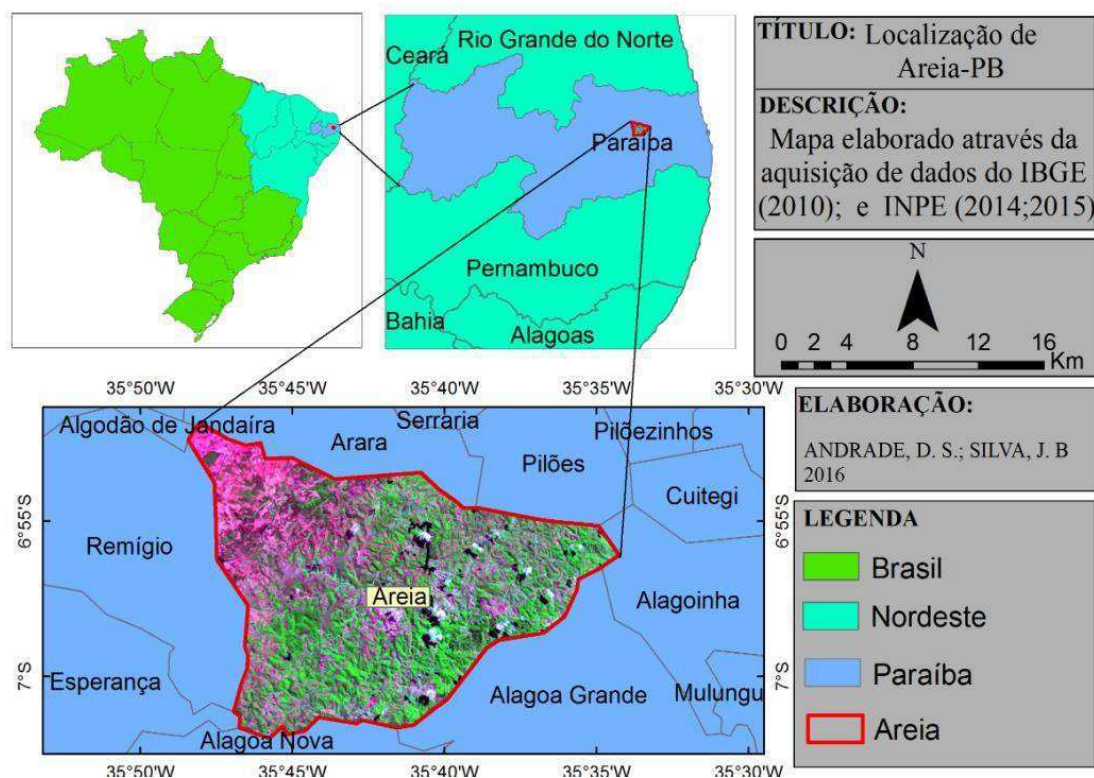 Ceará
Rio Grande do Norte
Paraíba
Pernambuco
Bahia
Alagoas
TÍTULO: Localização de
Areia-PB
DESCRIÇÃO:
Mapa elaborado através da
aquisição de dados do IBGE
(2010); e INPE (2014;2015)
N
0 2 4 8 12 16
Km
ELABORAÇÃO:
ANDRADE, D. S.; SILVA, J. B
2016
LEGENDA
Brasil
Nordeste
Paraíba
Areia
35°50'W 35°45'W 35°40'W 35°35'W 35°30'W
Algodão de Jandaíra
Arara
Serraria
Pilõezinhos
Pilões
Cuitegi
6°55'S
6°55'S
Remígio
Areia
Alagoinha
7°S
7°S
Esperança
Alagoa Grande
Mulungu
Alagoa Nova
35°50'W 35°45'W 35°40'W 35°35'W 35°30'W